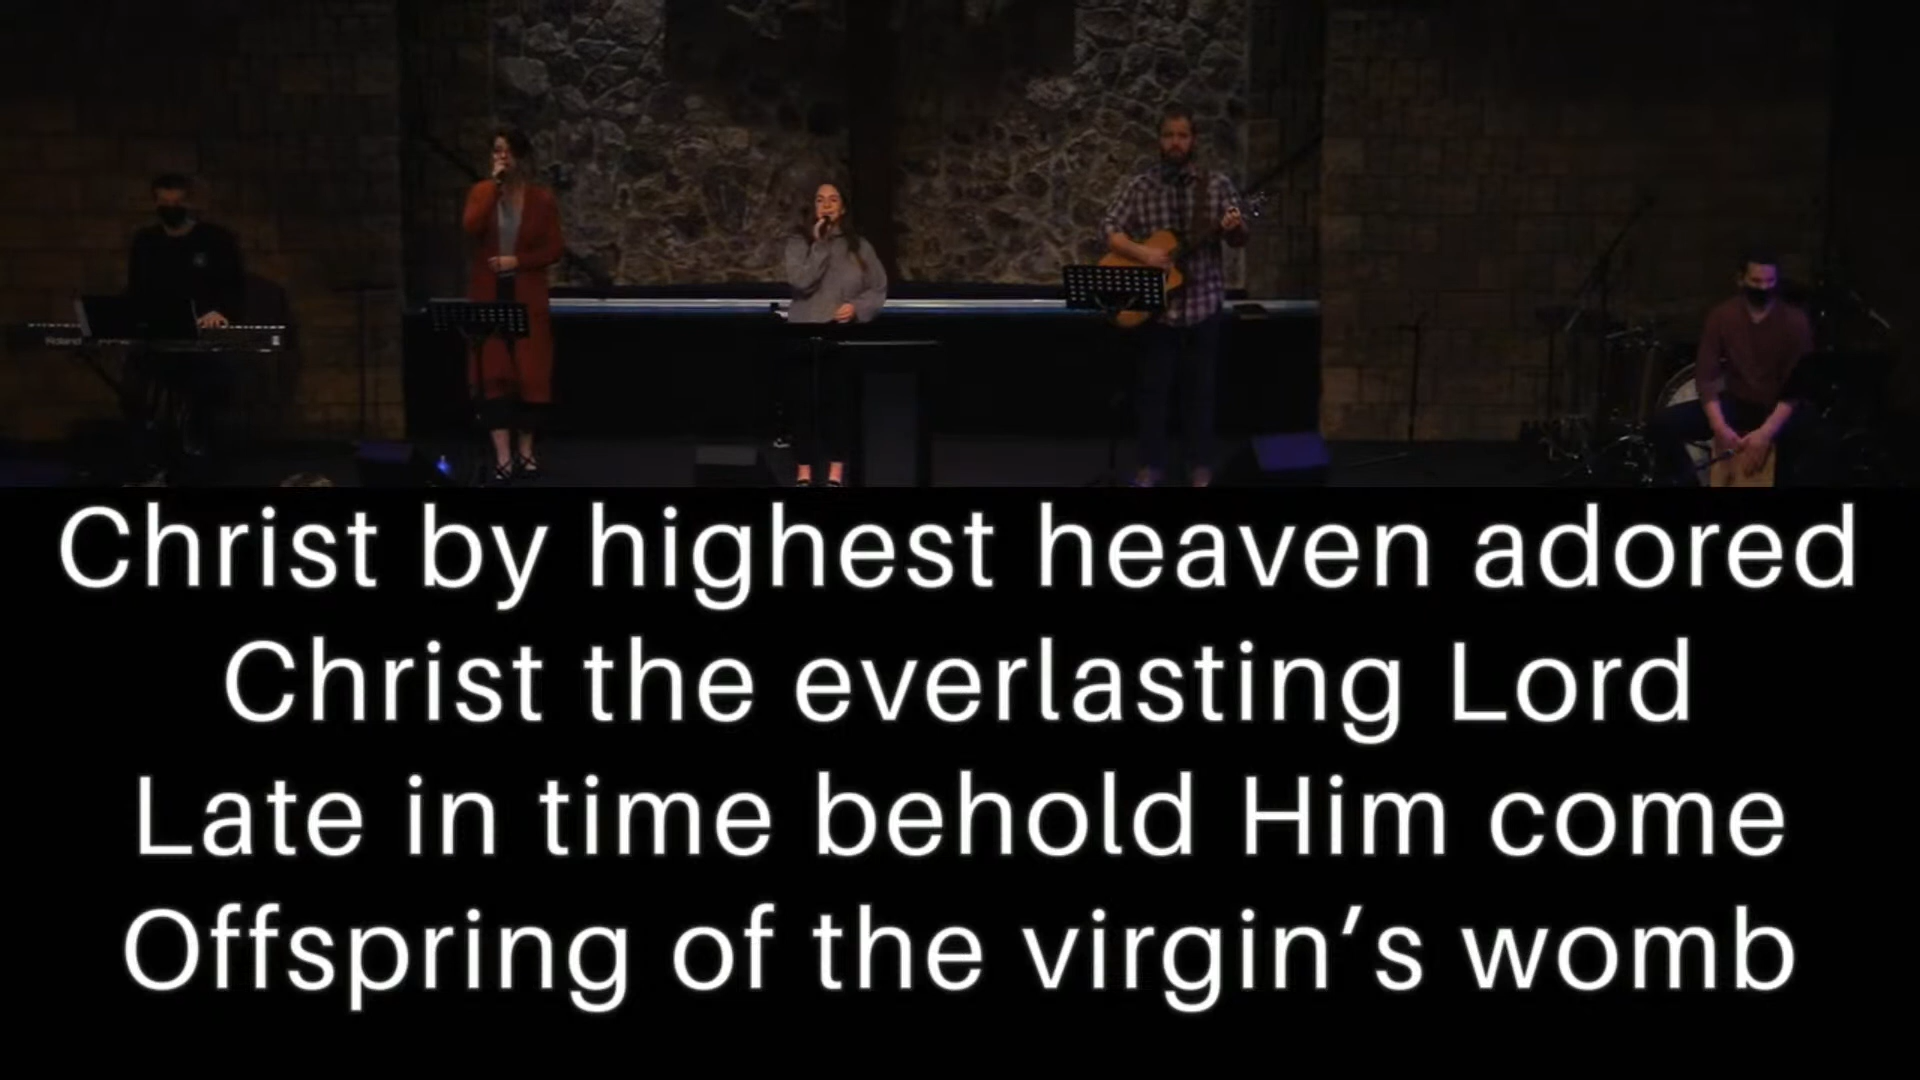 Roland
Christ by highest heaven adored
Christ the everlasting Lord
Late in time behold Him come
Offspring of the virgin’s womb